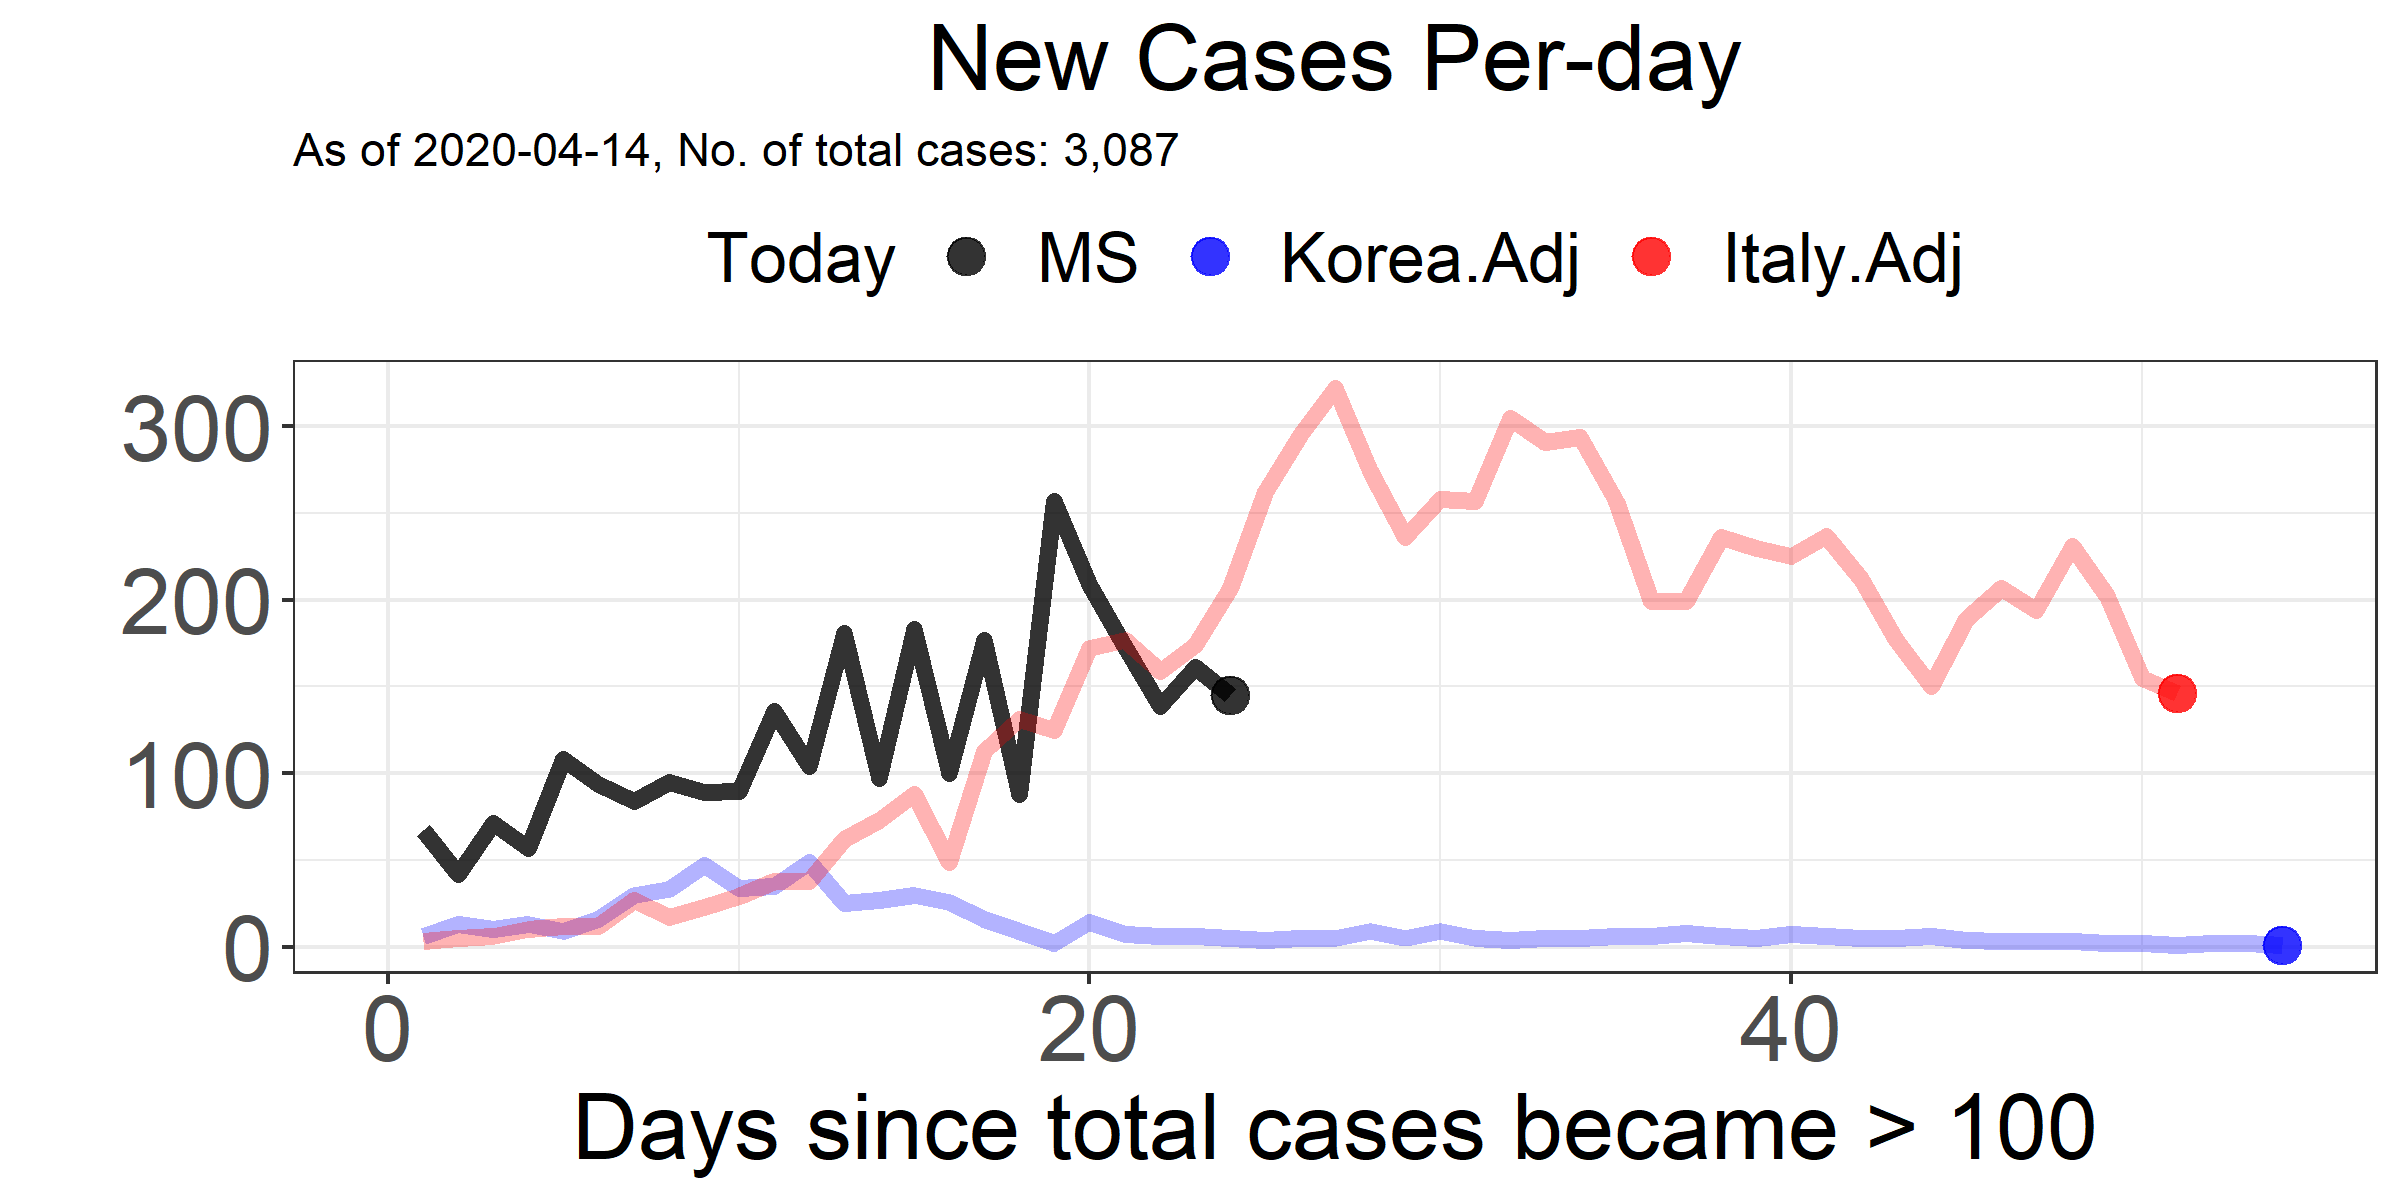 New Cases Per-day
As of 2020-04-14, No. of total cases: 3,087
Today MS Korea.Adj Italy.Adj
300
200
100
0
0 20 40
Days since total cases became > 100